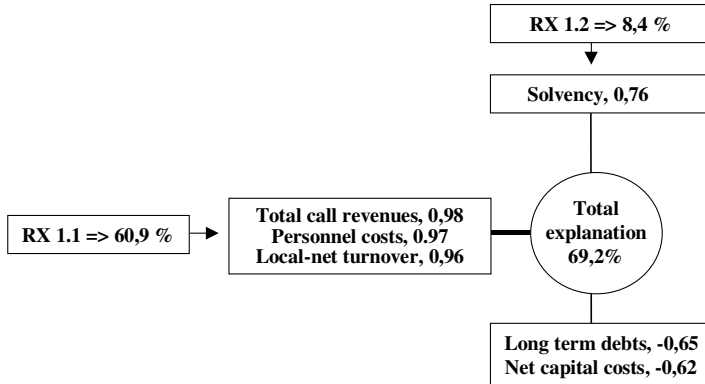 RX 1.2 => 8,4 %
Solvency, 0,76
RX 1.1 => 60,9 %
Total call revenues, 0,98
Personnel costs, 0.97
Local-net turnover, 0,96
Total
explanation
69,2%
Long term debts, -0,65
Net capital costs, -0,62